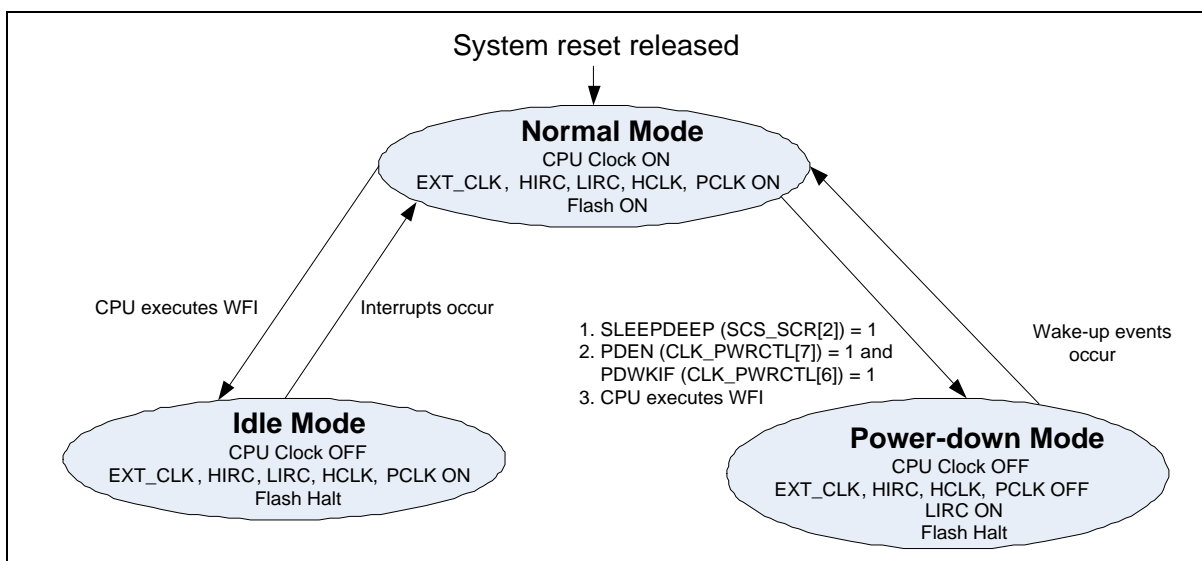 System reset released
Normal Mode
CPU Clock ON
EXT_CLK, HIRC, LIRC, HCLK, PCLK ON
Flash ON
CPU executes WFI
Interrupts occur
1. SLEEPDEEP (SCS_SCR[2]) = 1
2. PDEN (CLK_PWRCTL[7]) = 1 and
PDWKIF (CLK_PWRCTL[6]) = 1
3. CPU executes WFI
Wake-up events
occur
Idle Mode
CPU Clock OFF
EXT_CLK, HIRC, LIRC, HCLK, PCLK ON
Flash Halt
Power-down Mode
CPU Clock OFF
EXT_CLK, HIRC, HCLK, PCLK OFF
LIRC ON
Flash Halt